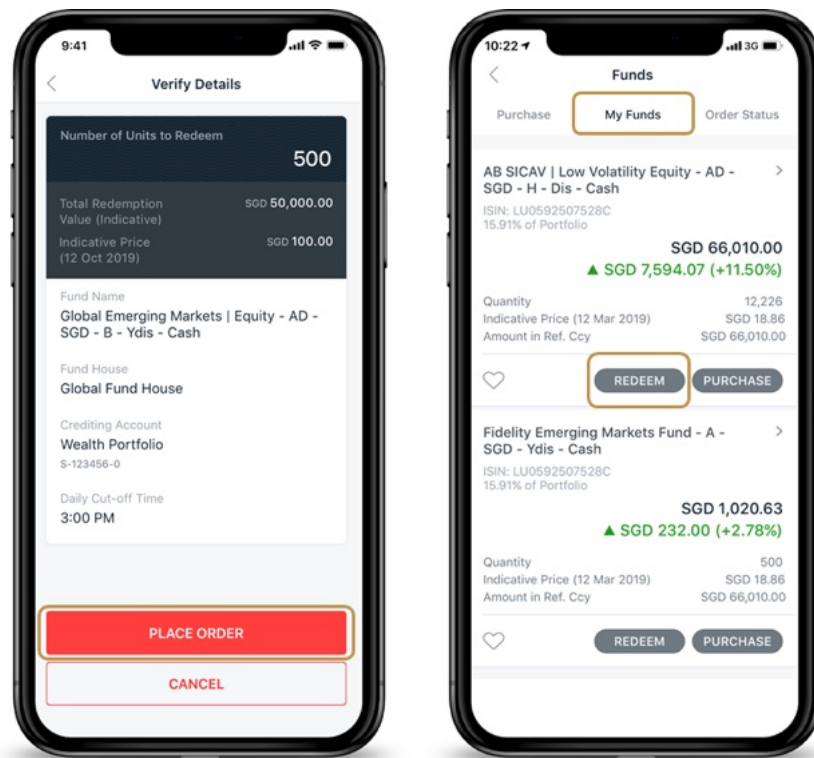 9:41
Verify Details
Number of Units to Redeem
500
Total Redemption SGD 50,000.00
Value (Indicative)
Indicative Price SGD 100.00
(12 Oct 2019)
Fund Name
Global Emerging Markets | Equity - AD -
SGD - B - Ydis - Cash
Fund House
Global Fund House
Crediting Account
Wealth Portfolio
S-123456-0
Daily Cut-off Time
3:00 PM
PLACE ORDER
CANCEL
10:22 3G
Funds
Purchase My Funds Order Status
AB SICAV | Low Volatility Equity - AD -
SGD - H - Dis - Cash
ISIN: LU0592507528C
15.91% of Portfolio
SGD 66,010.00
▲ SGD 7,594.07 (+11.50%)
Quantity 12,226
Indicative Price (12 Mar 2019) SGD 18.86
Amount in Ref. Ccy SGD 66,010.00
REDEEM PURCHASE
Fidelity Emerging Markets Fund - A -
SGD - Ydis - Cash
ISIN: LU0592507528C
15.91% of Portfolio
SGD 1,020.63
▲ SGD 232.00 (+2.78%)
Quantity 500
Indicative Price (12 Mar 2019) SGD 18.86
Amount in Ref. Ccy SGD 66,010.00
REDEEM PURCHASE